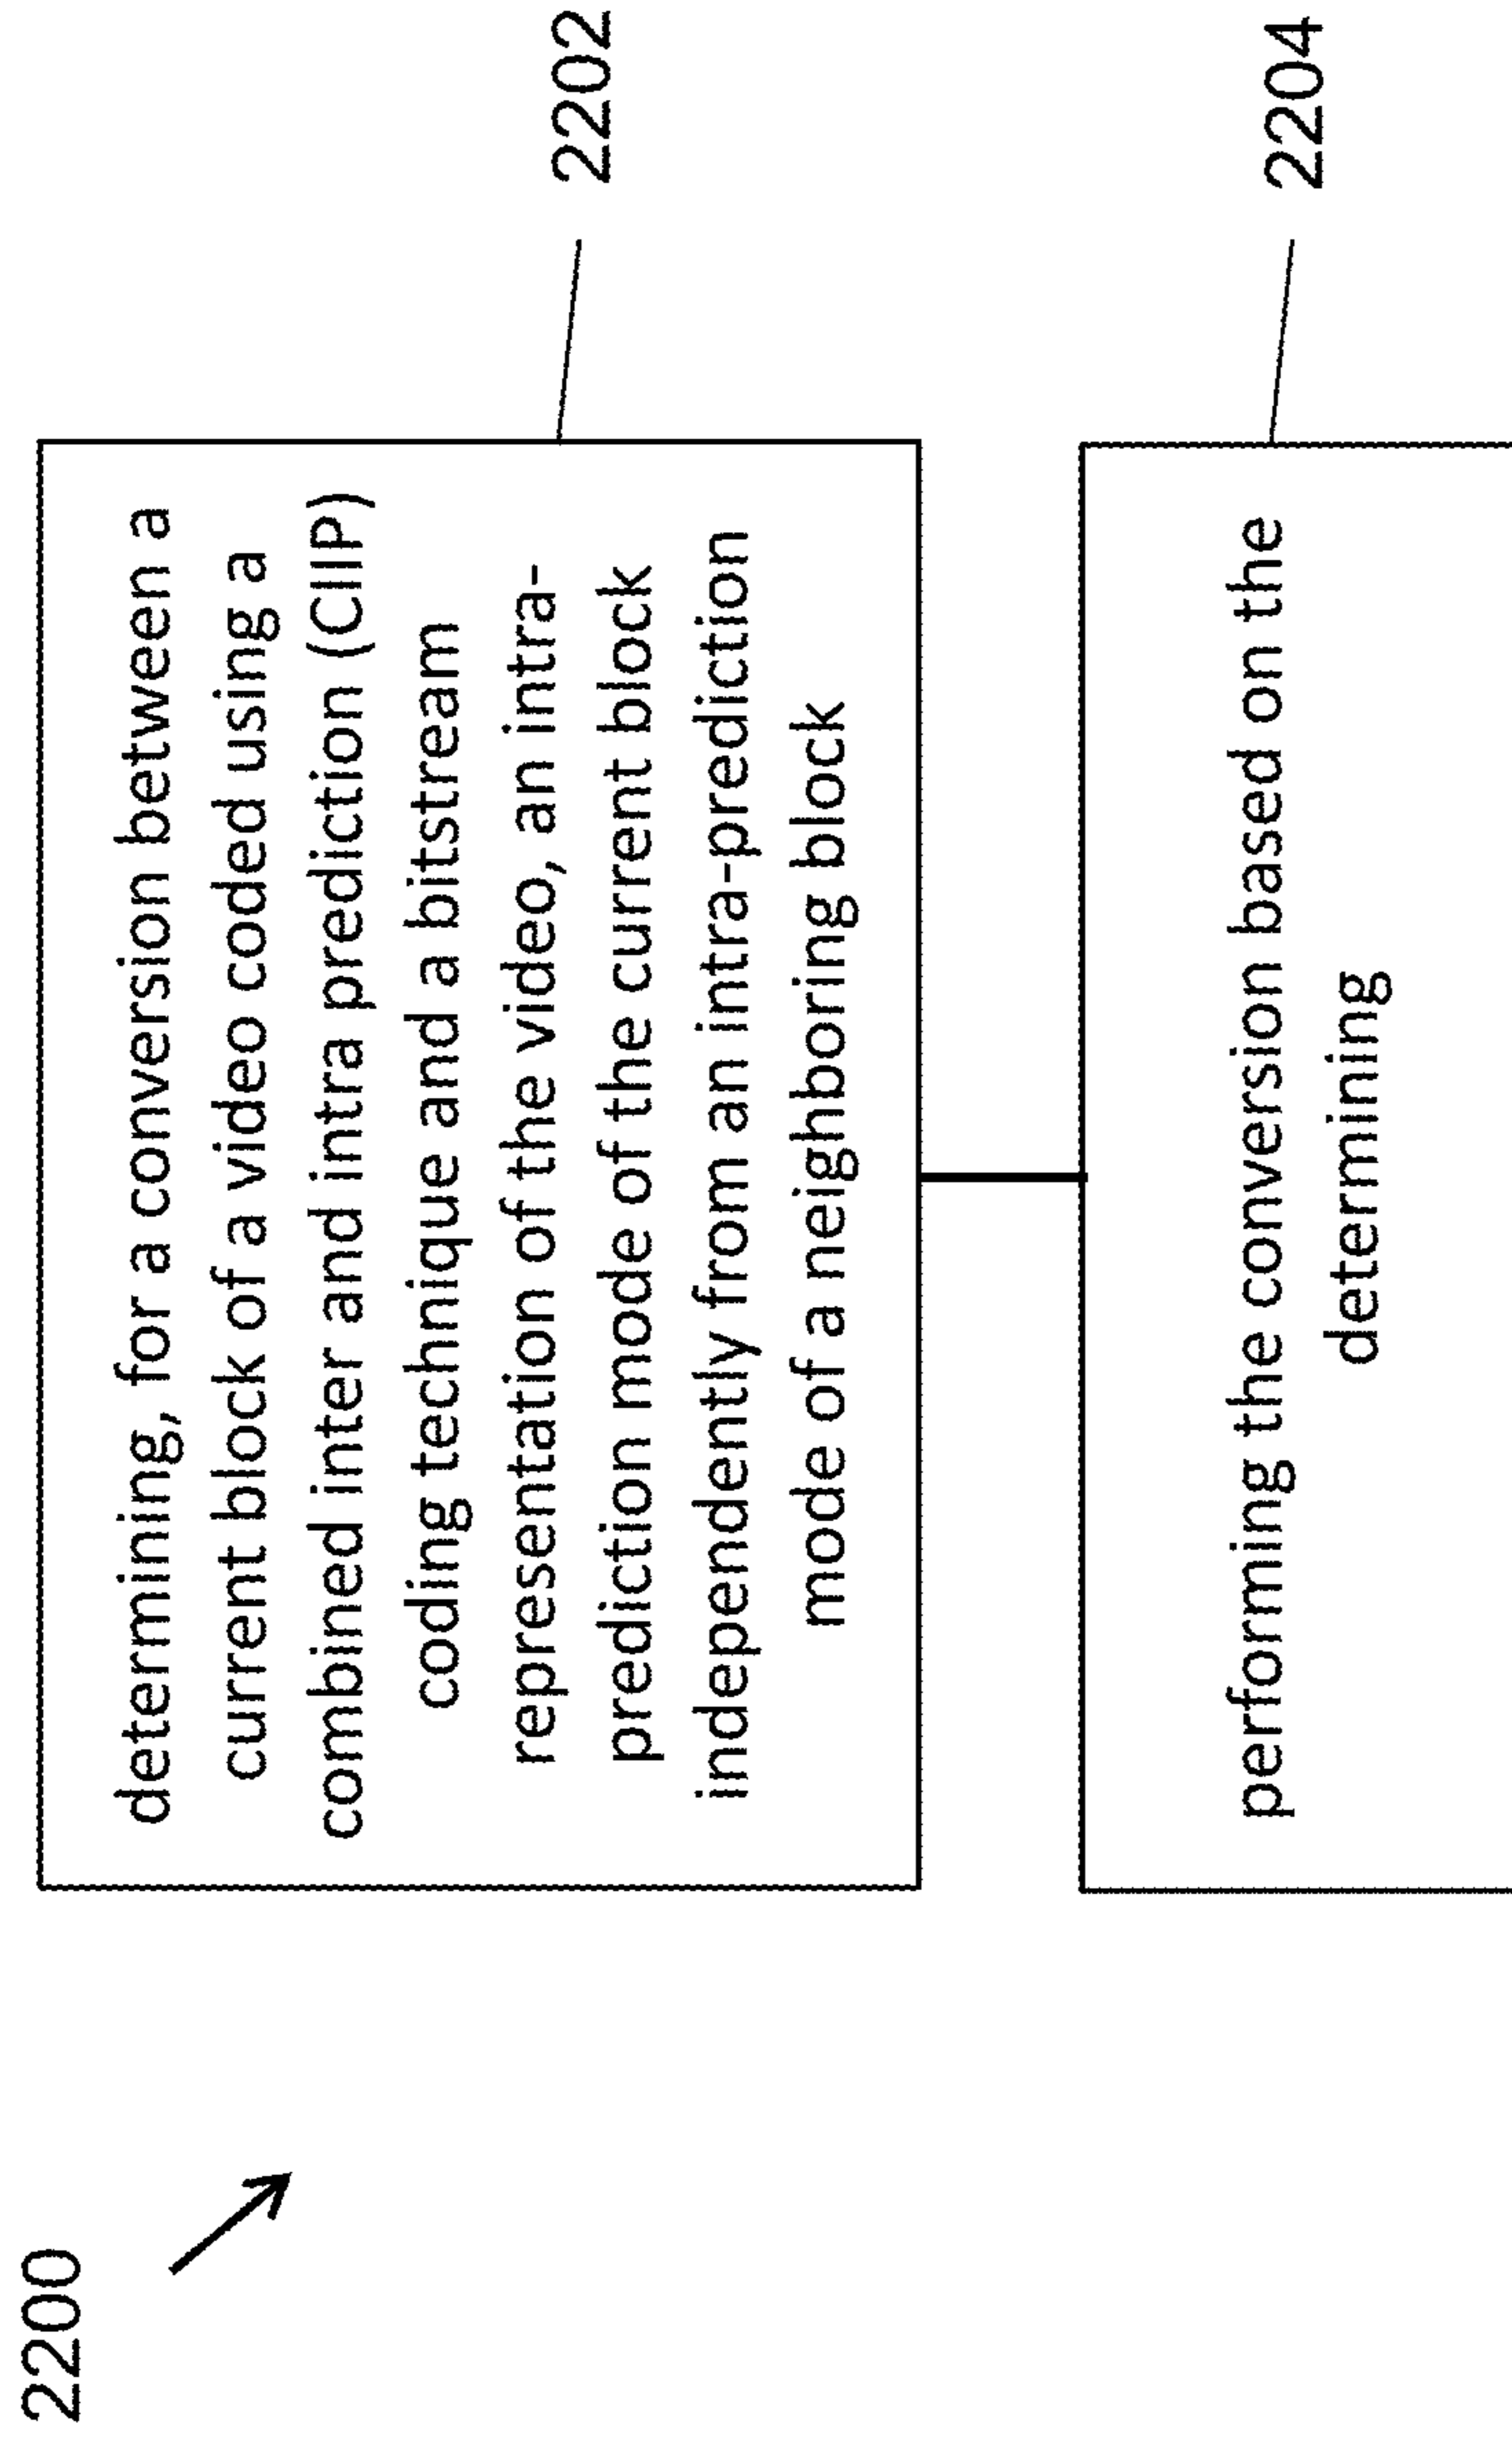 2200
determining, for a conversion between a
current block of a video coded using a
combined inter and intra prediction (CIIP)
coding technique and a bitstream
representation of the video, an intra-
prediction mode of the current block
independently from an intra-prediction
mode of a neighboring block
2202
performing the conversion based on the
determining
2204